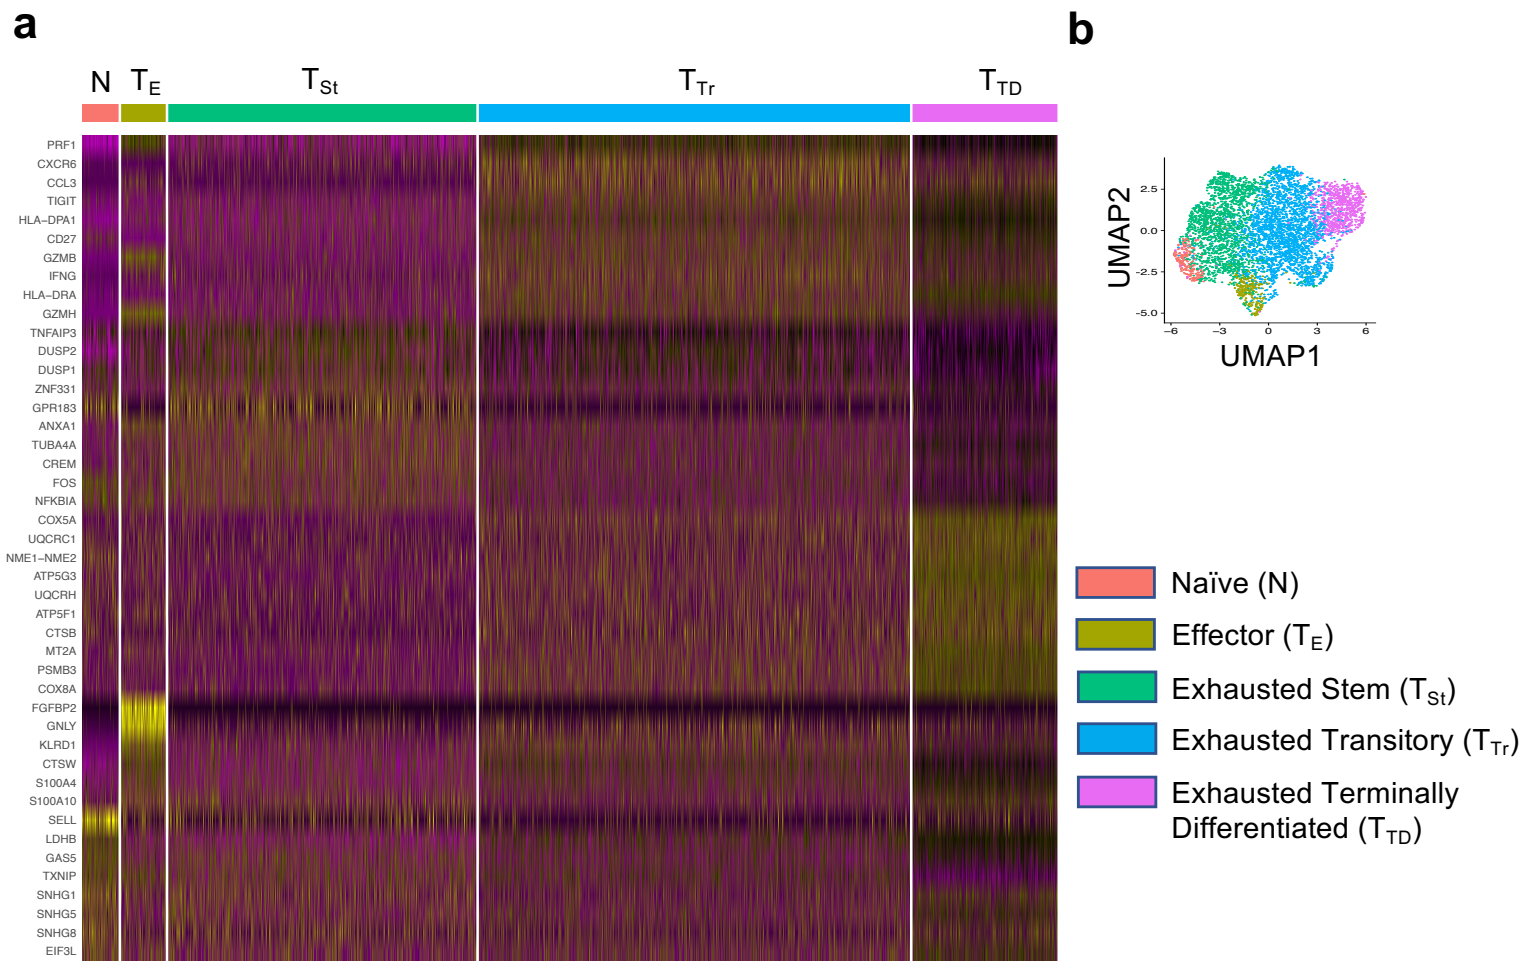 a
b
N
TE
TSt
TTr
TTD
PRF1
CXCR6
CCL3
TIGIT
HLA−DPA1
CD27
GZMB
IFNG
HLA−DRA
GZMH
TNFAIP3
DUSP2
DUSP1
ZNF331
GPR183
ANXA1
TUBA4A
CREM
FOS
NFKBIA
COX5A
UQCRC1
NME1−NME2
ATP5G3
UQCRH
ATP5F1
CTSB
MT2A
PSMB3
COX8A
FGFBP2
GNLY
KLRD1
CTSW
S100A4
S100A10
SELL
LDHB
GAS5
TXNIP
SNHG1
SNHG5
SNHG8
EIF3L
UMAP2
2.5
0.0
−2.5
−5.0
−6 −3 0 3 6
UMAP1
Naïve (N)
Effector (TE)
Exhausted Stem (TSt)
Exhausted Transitory (TTr)
Exhausted Terminally
Differentiated (TTD)